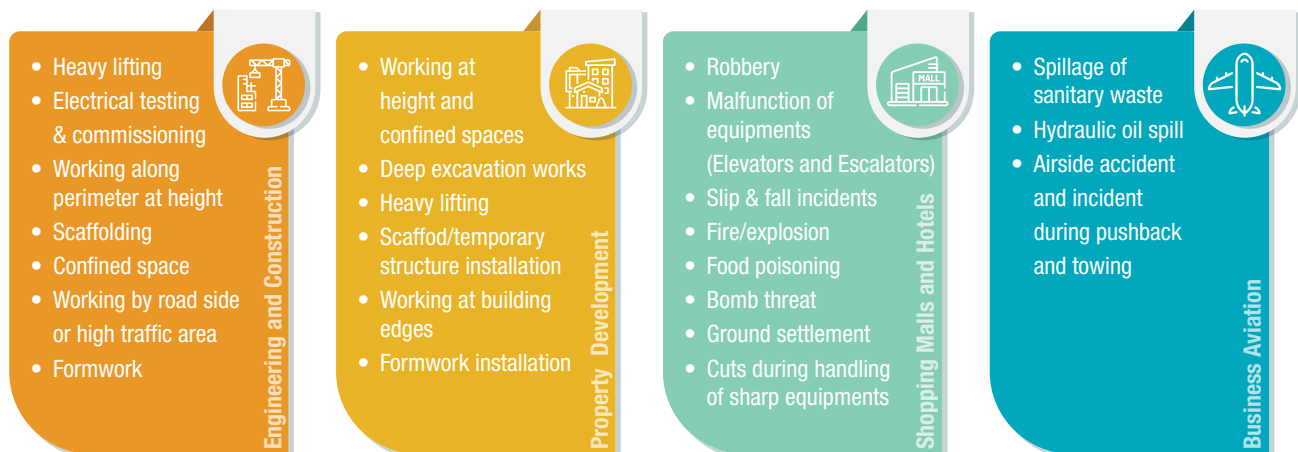 • Heavy lifting
• Electrical testing
& commissioning
• Working along
perimeter at height
• Scaffolding
• Confined space
• Working by road side
or high traffic area
• Formwork
Engineering and Construction
• Working at
height and
confined spaces
• Deep excavation works
• Heavy lifting
• Scaffod/temporary
structure installation
• Working at building
edges
• Formwork installation
Property Development
MALL
• Robbery
• Malfunction of
equipments
(Elevators and Escalators)
• Slip & fall incidents
• Fire/explosion
• Food poisoning
• Bomb threat
• Ground settlement
• Cuts during handling
of sharp equipments
Shopping Malls and Hotels
• Spillage of
sanitary waste
• Hydraulic oil spill
• Airside accident
and incident
during pushback
and towing
Business Aviation